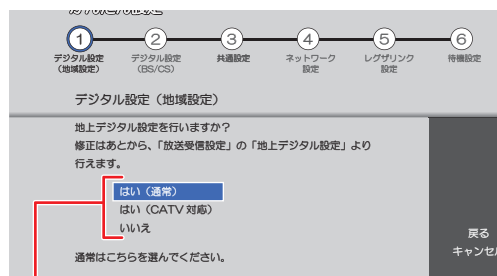 1
2
3
4
5
6
デジタル設定
(地域設定)
デジタル設定
(BS/CS)
共通設定
ネットワーク
設定
レグザリンク
設定
待機設定
デジタル設定(地域設定)
地上デジタル設定を行いますか?
修正はあとから、「放送受信設定」の「地上デジタル設定」より
行えます。
はい(通常)
はい(CATV 対応)
いいえ
通常はこちらを選んでください。
戻る
キャンセル